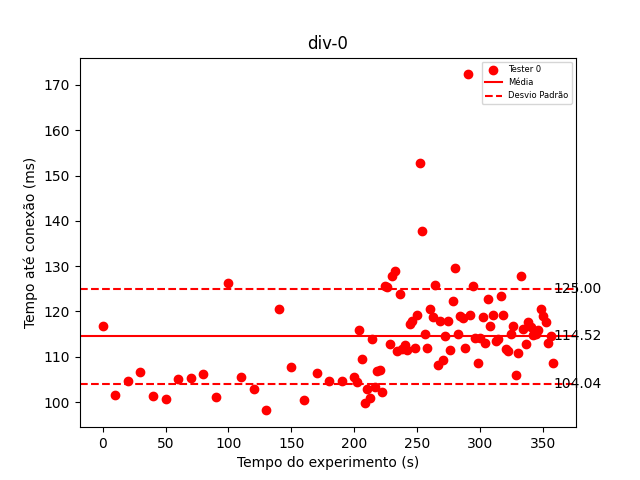 div-0
Tester 0
Média
Desvio Padrão
Tempo até conexão (ms)
170
160
150
140
130
120
110
100
125.00
114.52
104.04
0 50 100 150 200 250 300 350
Tempo do experimento (s)